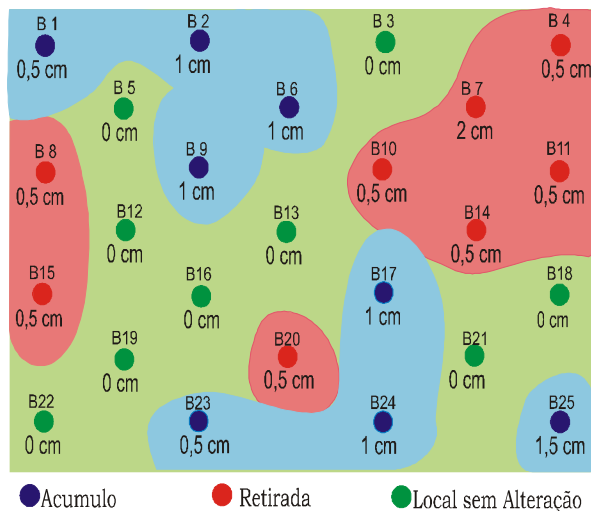 B 1
0,5 cm
B 2
1 cm
B 3
0 cm
B 4
0,5 cm
B 5
0 cm
B 6
1 cm
B 7
2 cm
B 8
0,5 cm
B 9
1 cm
B10
0,5 cm
B11
0,5 cm
B12
0 cm
B13
0 cm
B14
0,5 cm
B15
0,5 cm
B16
0 cm
B17
1 cm
B18
0 cm
B19
0 cm
B20
0,5 cm
B21
0 cm
B22
0 cm
B23
0,5 cm
B24
1 cm
B25
1,5 cm
Acumulo
Retirada
Local sem Alteração